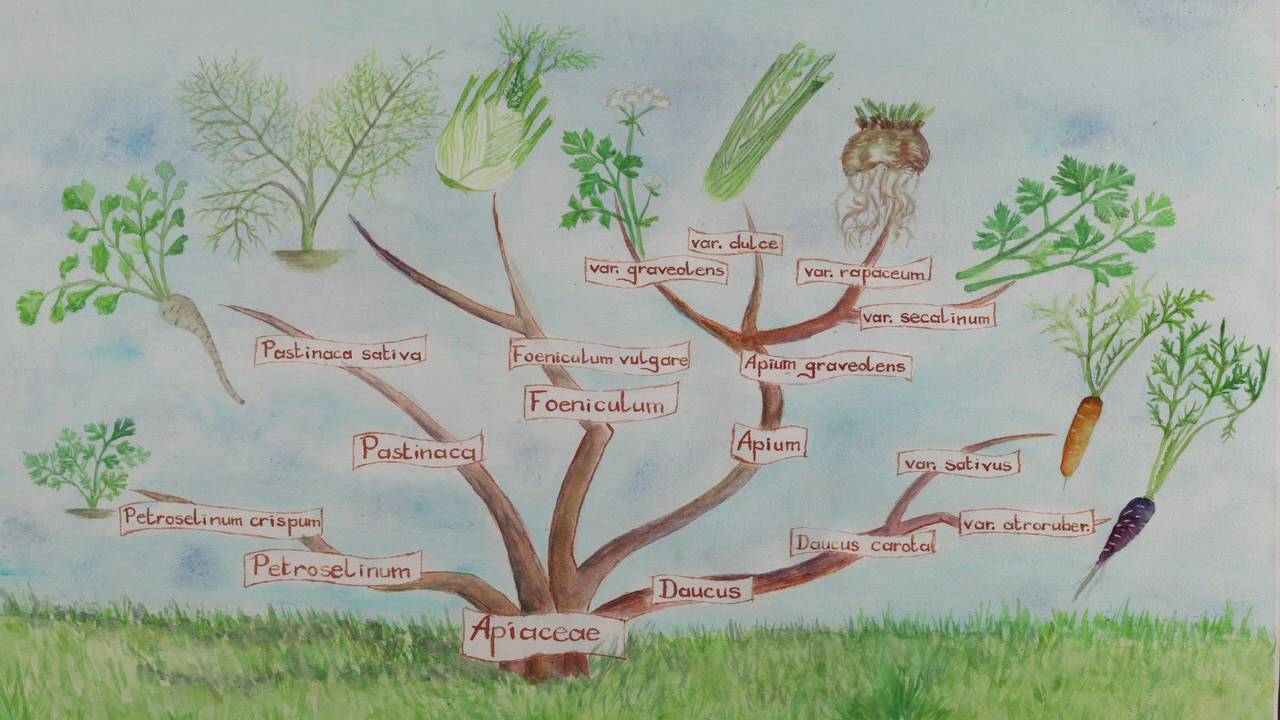 var. dulce
var. graveolens
var. rapaceum
var. secalinum
Pastinaca sativa
Foeniculum vulgare
Apium graveolens
Foeniculum
Pastinaca
Apium
var. sativus
Petroselinum crispum
var. atroruber.
Daucus carota
Petroselinum
Daucus
Apiaceae